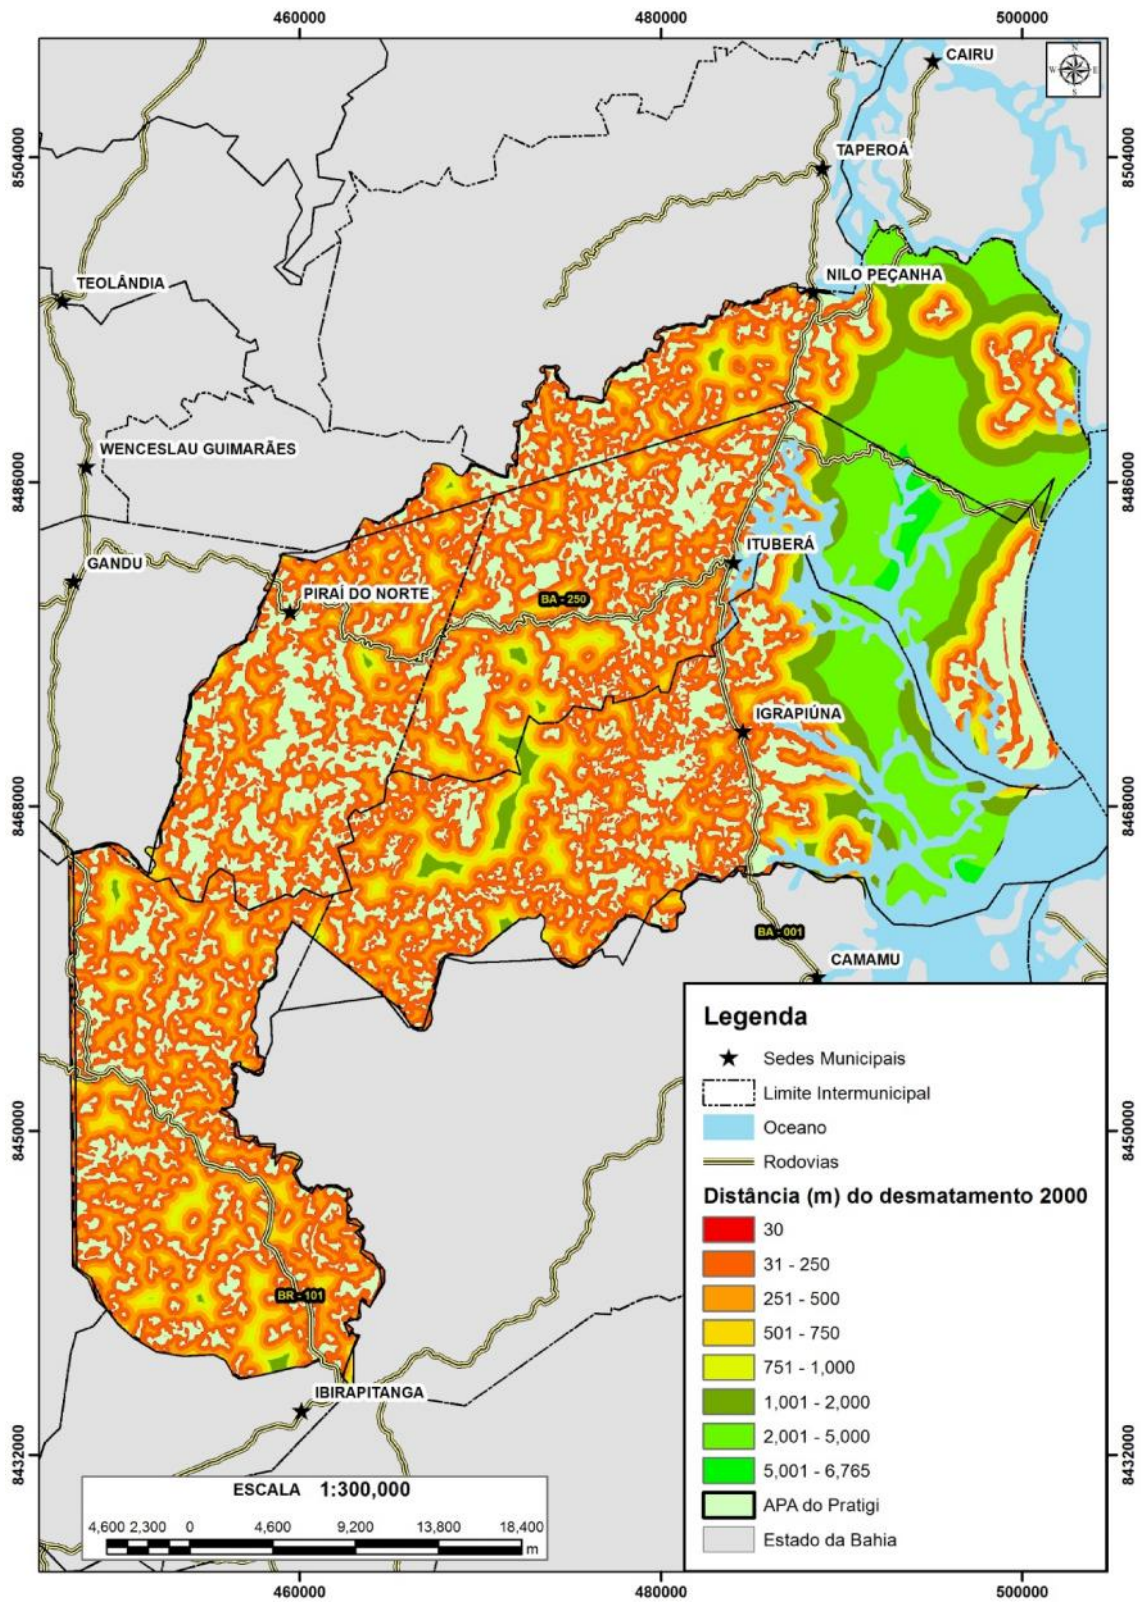 460000 480000 500000
N
W E
S
CAIRU
TAPEROÁ
8504000 8504000
NILO PEÇANHA
TEOLÂNDIA
WENCESLAU GUIMARÃES
8486000 8486000
ITUBERÁ
GANDU
PIRAÍ DO NORTE
BA - 250
IGRAPIÚNA
8468000 8468000
BA - 001
CAMAMU
Legenda
Sedes Municipais
Limite Intermunicipal
Oceano
Rodovias
8450000 8450000
Distância (m) do desmatamento 2000
30
31 - 250
251 - 500
501 - 750
751 - 1,000
1,001 - 2,000
2,001 - 5,000
5,001 - 6,765
APA do Pratigi
Estado da Bahia
BR - 101
IBIRAPITANGA
8432000 8432000
ESCALA 1:300,000
4,600 2,300 0 4,600 9,200 13,800 18,400
m
460000 480000 500000